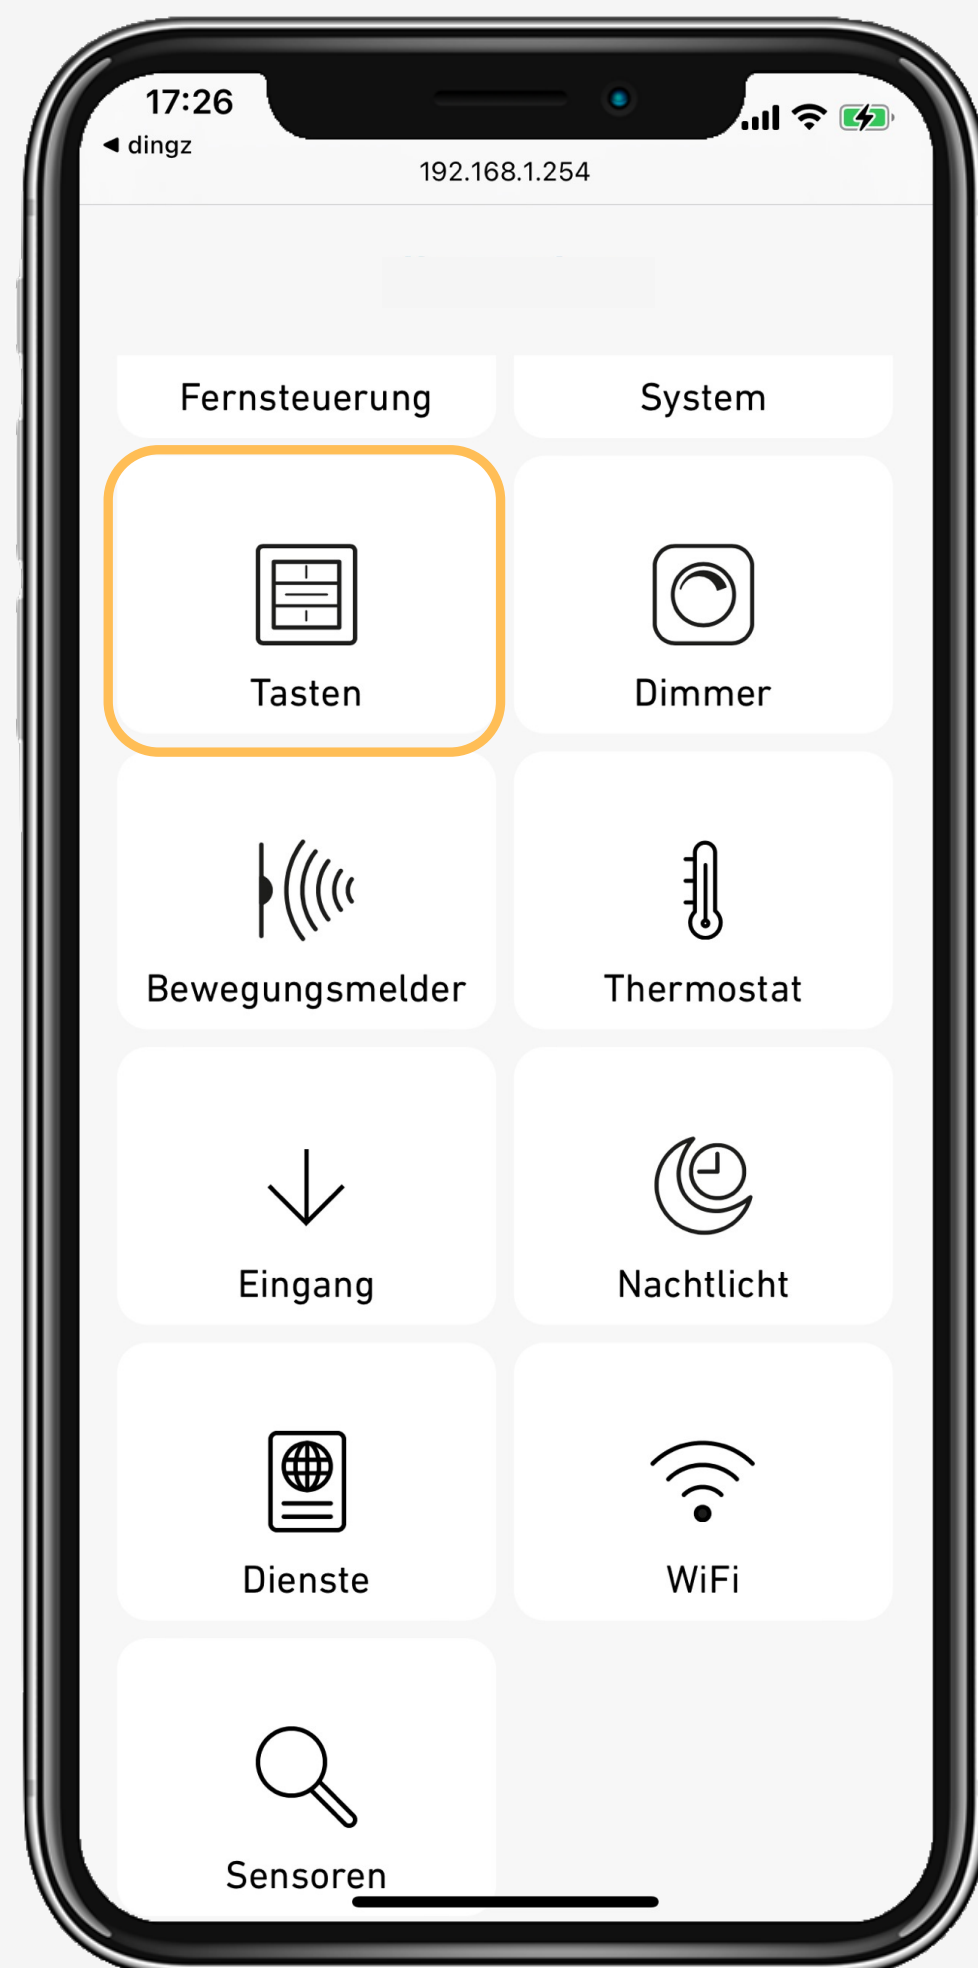 17:26
◀ dingz
192.168.1.254
Fernsteuerung
System
Tasten
Dimmer
Bewegungsmelder
Thermostat
Eingang
Nachtlicht
Dienste
WiFi
Sensoren